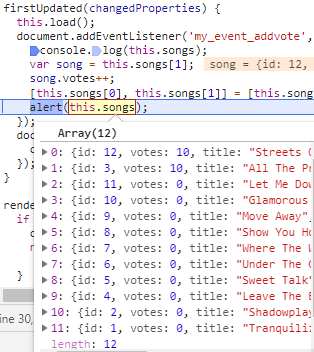 firstUpdated(changedProperties) {
this.load();
document.addEventListener('my_event_addvote',
console.log(this.songs);
var song = this.songs[1]; song = {id: 12,
song.votes++;
[this.songs[0], this.songs[1]] = [this.song
alert(this.songs);
});
Array(12)
0: {id: 12, votes: 10, title: "Streets
1: {id: 3, votes: 10, title: "All The
2: {id: 11, votes: 0, title: "Let Me
3: {id: 10, votes: 0, title: "Glamorous
4: {id: 9, votes: 0, title: "Move Away"
5: {id: 8, votes: 0, title: "Show You
6: {id: 7, votes: 0, title: "Where The
7: {id: 6, votes: 0, title: "Under The
8: {id: 5, votes: 0, title: "Sweet Talk"
9: {id: 4, votes: 0, title: "Leave The
10: {id: 2, votes: 0, title: "Shadowplay
11: {id: 1, votes: 0, title:
length: 12
do
});
}
rende
if
}
ine 30,